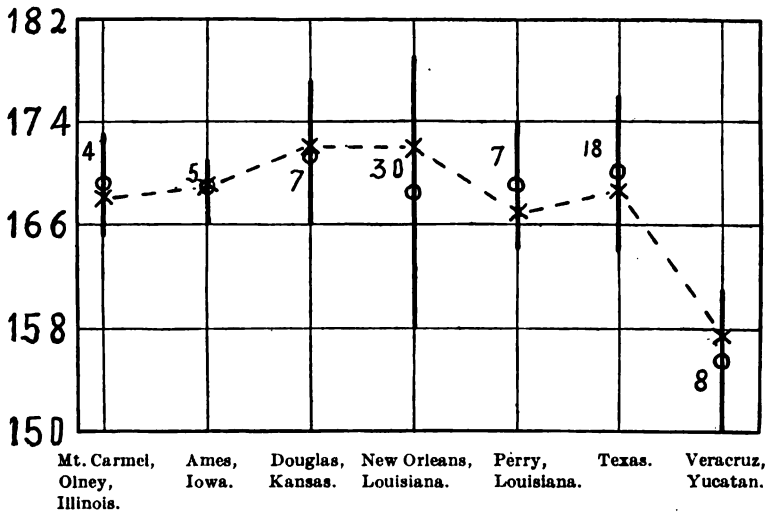 182
174
166
158
150
4
5
7
30
7
18
8
Mt. Carmel,
Olney,
Illinois.
Ames,
Iowa.
Douglas,
Kansas.
New Orleans,
Louisiana.
Perry,
Louisiana.
Texas.
Veracruz,
Yucatan.